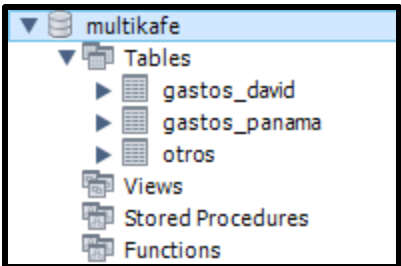 multikafe
Tables
gastos_david
gastos_panama
otros
Views
Stored Procedures
Functions